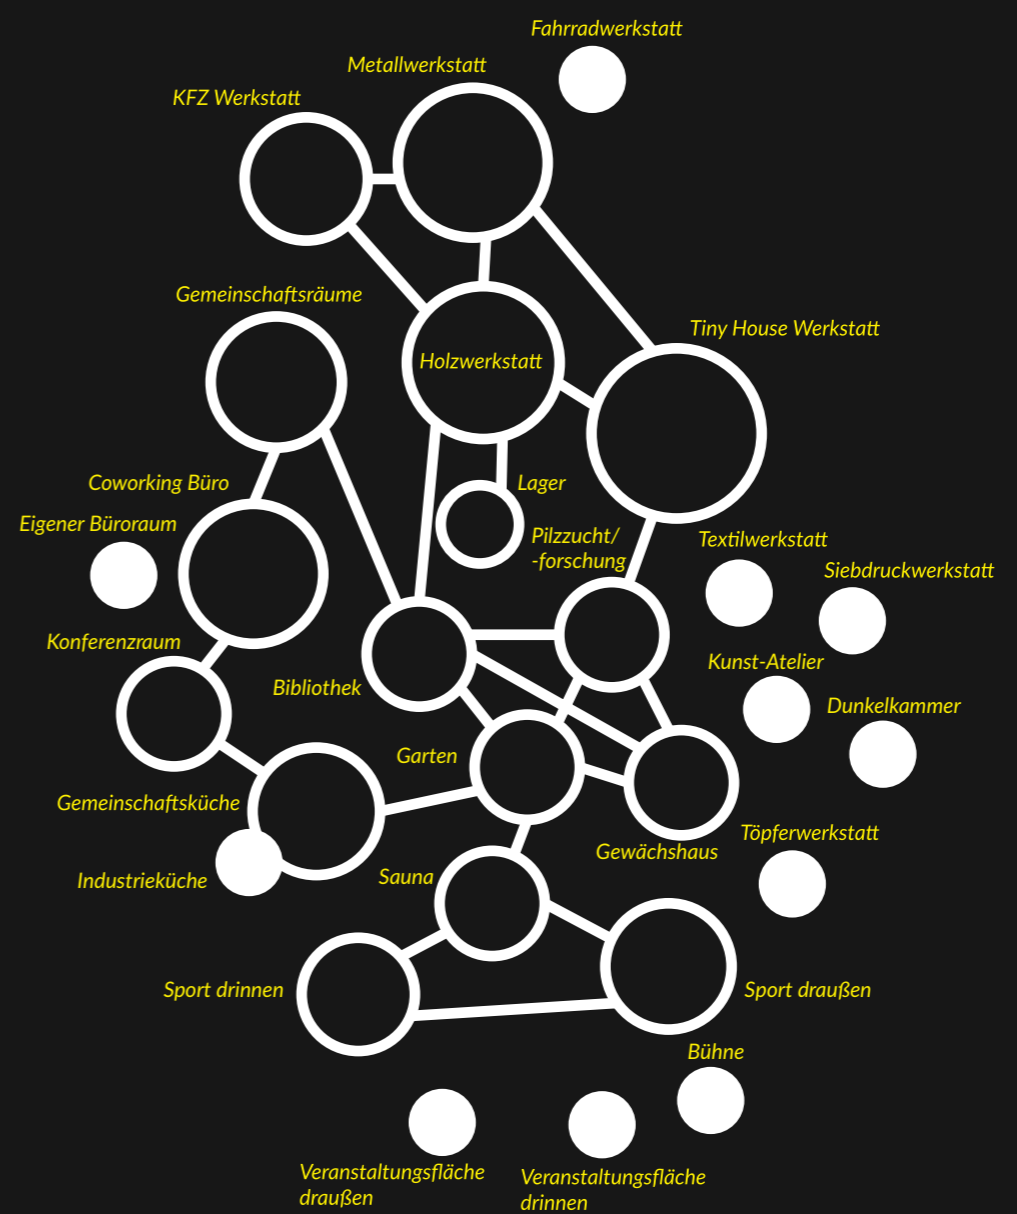 Fahrradwerkstatt
Metallwerkstatt
KFZ Werkstatt
Gemeinschaftsräume
Tiny House Werkstatt
Holzwerkstatt
Coworking Büro
Lager
Eigener Büroraum
Pilzzucht/
-forschung
Textilwerkstatt
Siebdruckwerkstatt
Konferenzraum
Kunst-Atelier
Bibliothek
Dunkelkammer
Garten
Gemeinschaftsküche
Töpferwerkstatt
Gewächshaus
Industrieküche
Sauna
Sport drinnen
Sport draußen
Bühne
Veranstaltungsfläche
draußen
Veranstaltungsfläche
drinnen